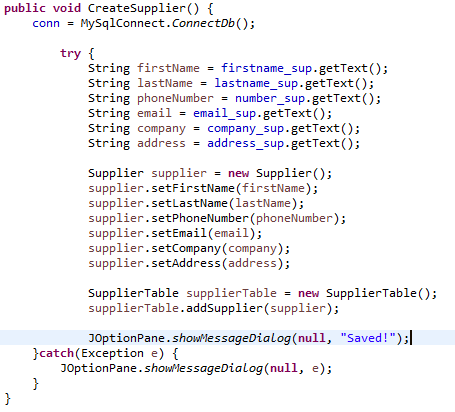 public void CreateSupplier() {
    conn = MySqlConnect.ConnectDb();

        try {
            String firstName = firstname_sup.getText();
            String lastName = lastname_sup.getText();
            String phoneNumber = number_sup.getText();
            String email = email_sup.getText();
            String company = company_sup.getText();
            String address = address_sup.getText();

            Supplier supplier = new Supplier();
            supplier.setFirstName(firstName);
            supplier.setLastName(lastName);
            supplier.setPhoneNumber(phoneNumber);
            supplier.setEmail(email);
            supplier.setCompany(company);
            supplier.setAddress(address);

            SupplierTable supplierTable = new SupplierTable();
            supplierTable.addSupplier(supplier);

            JOptionPane.showMessageDialog(null, "Saved!");
    }catch(Exception e) {
        JOptionPane.showMessageDialog(null, e);
    }
}